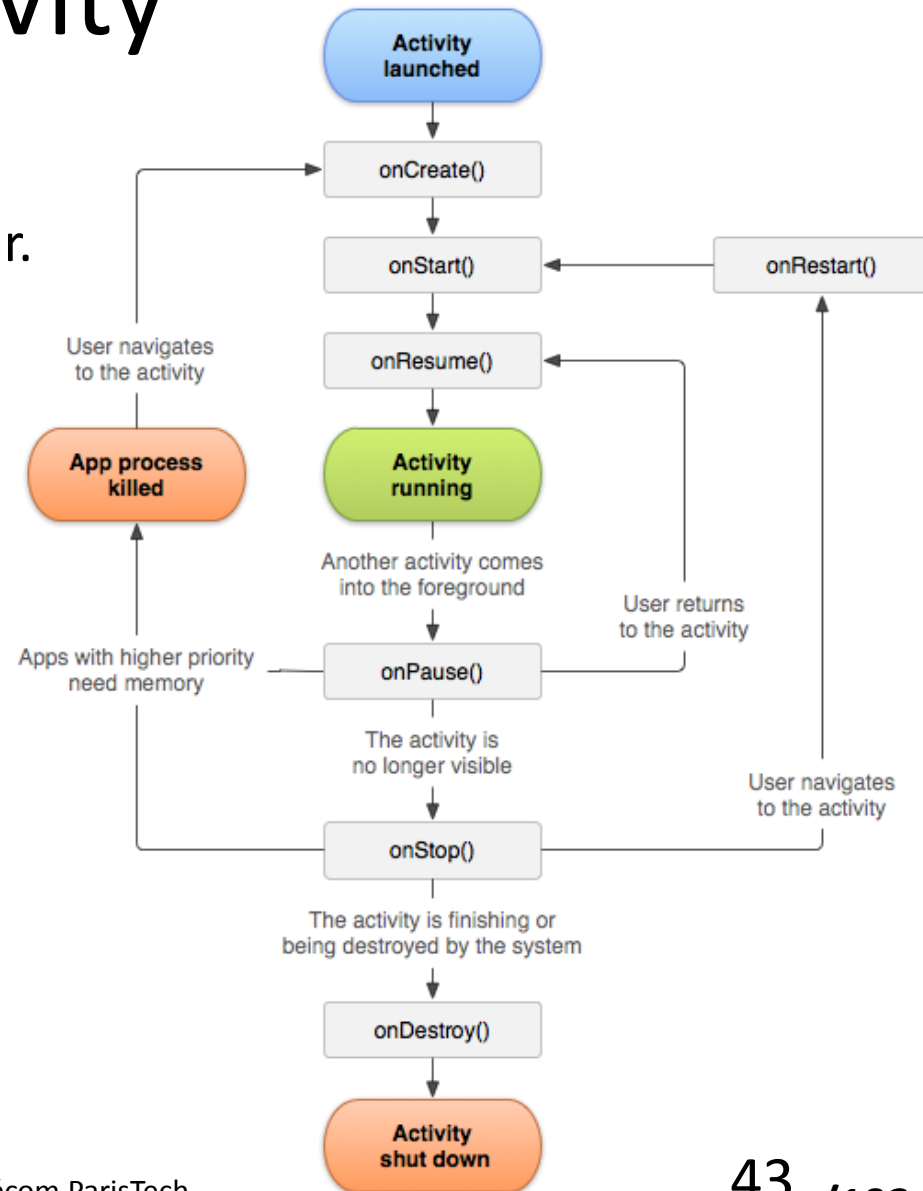 vity
Activity
launched
onCreate()
r.
onStart()
onRestart()
User navigates
to the activity
onResume()
App process
killed
Activity
running
Another activity comes
into the foreground
User returns
to the activity
Apps with higher priority
need memory
onPause()
The activity is
no longer visible
User navigates
to the activity
onStop()
The activity is finishing or
being destroyed by the system
onDestroy()
Activity
shut down
com ParisTech
43